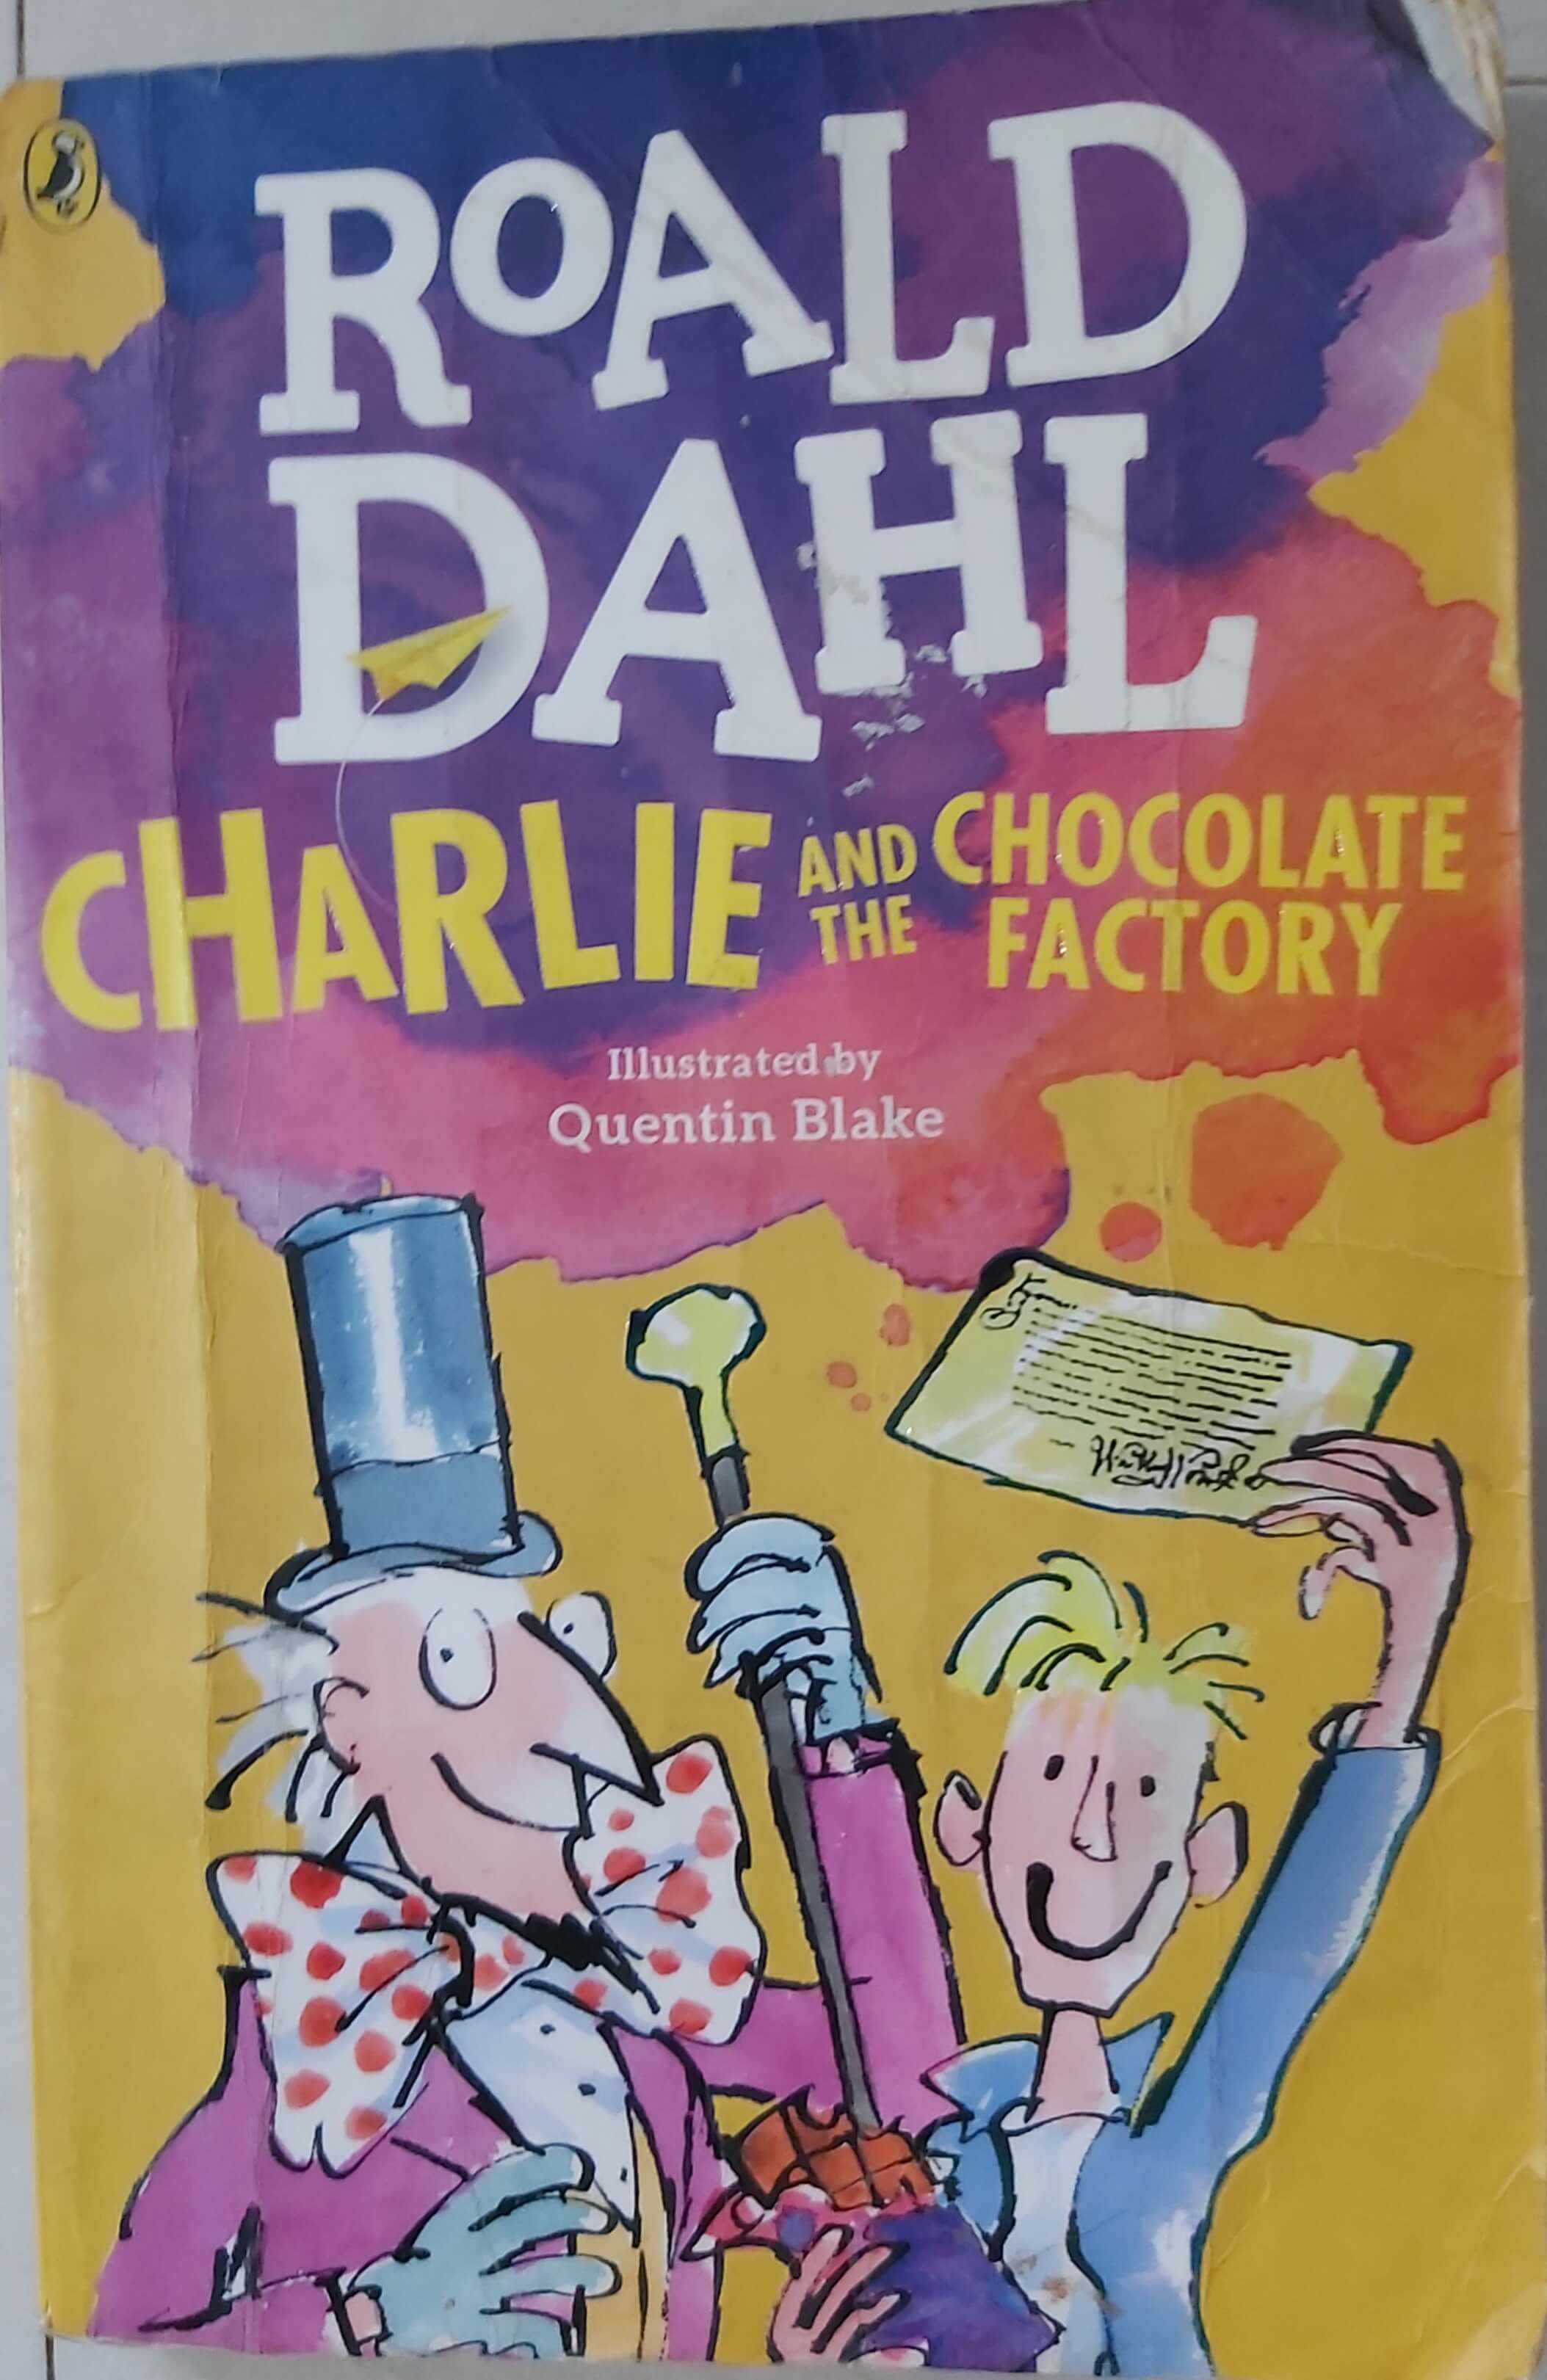 ROALD
DAHL
CHARLIE AND THE CHOCOLATE FACTORY
Illustrated by
Quentin Blake